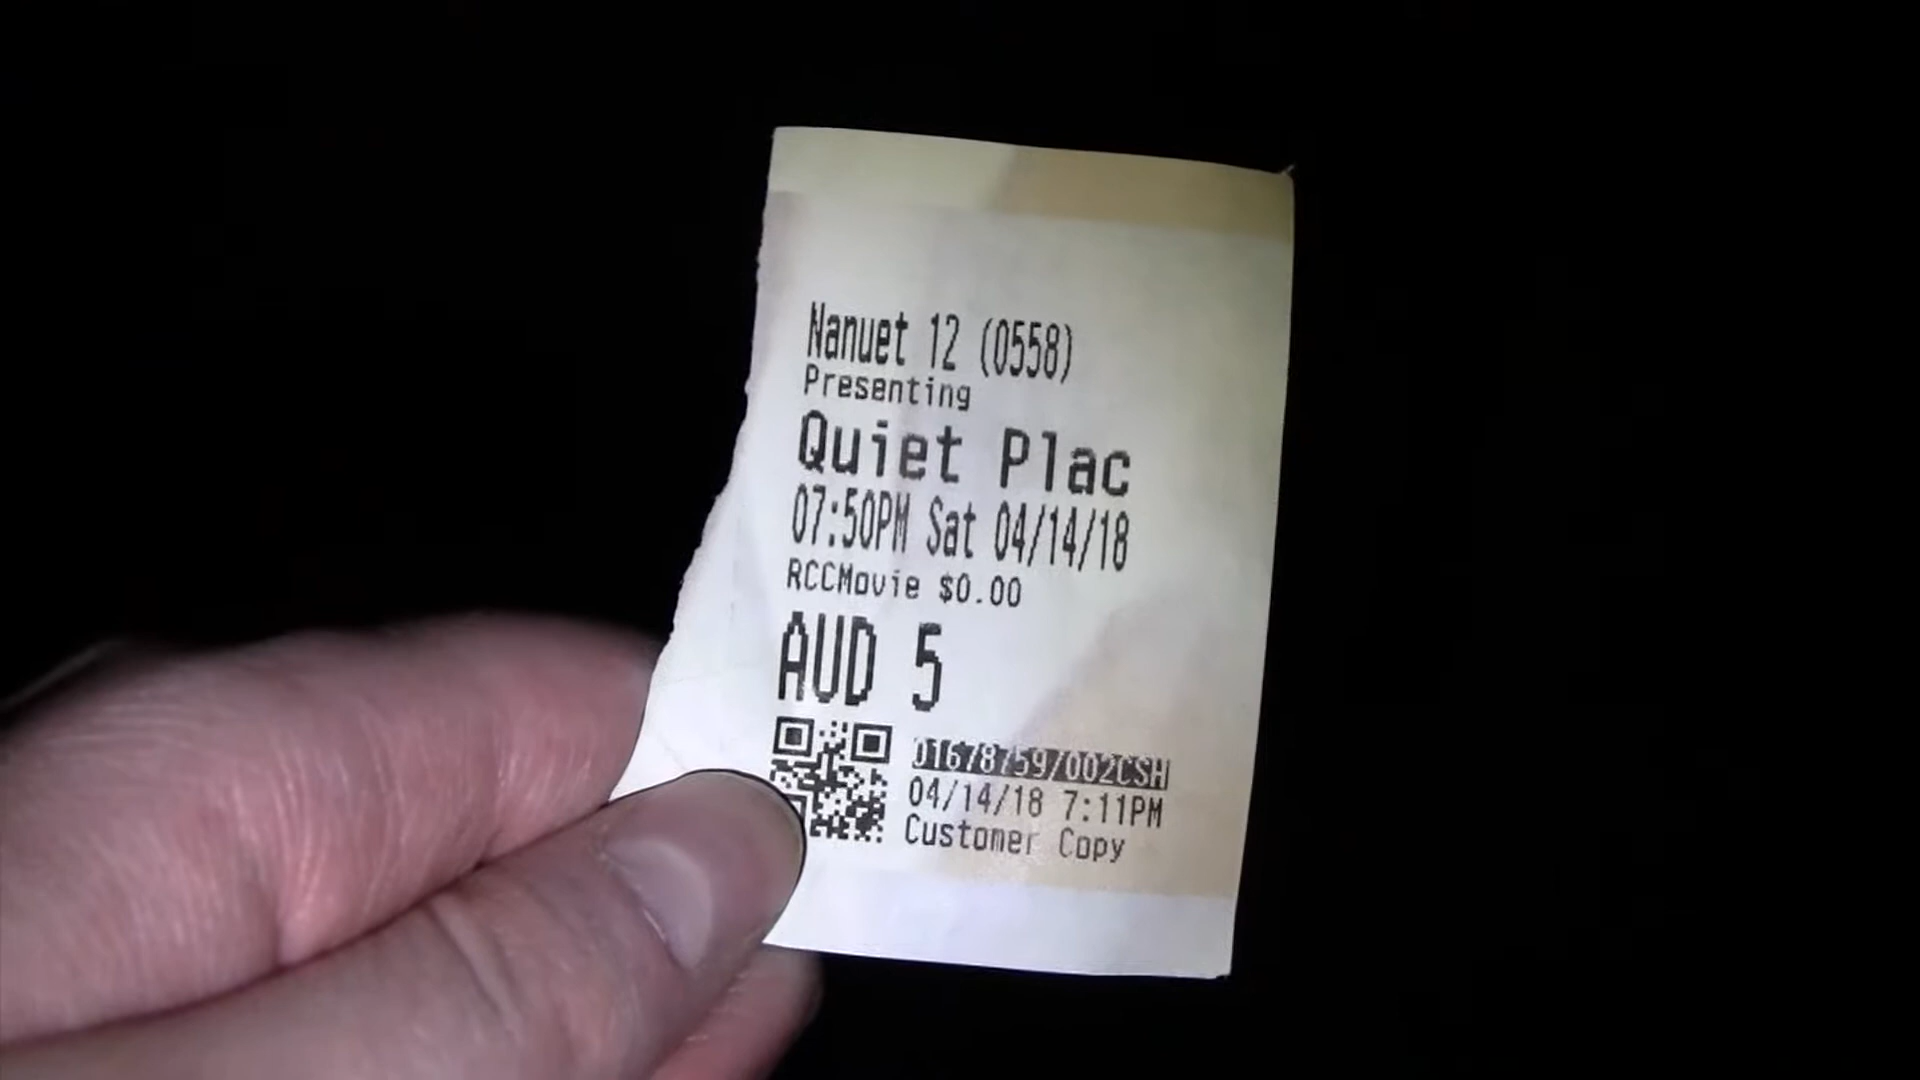 Nanuet 12 (0558)
Presenting
Quiet Plac
07:50PM Sat 04/14/18
RCCMovie $0.00
AUD 5
01678759/002CSH
04/14/18 7:11PM
Customer Copy